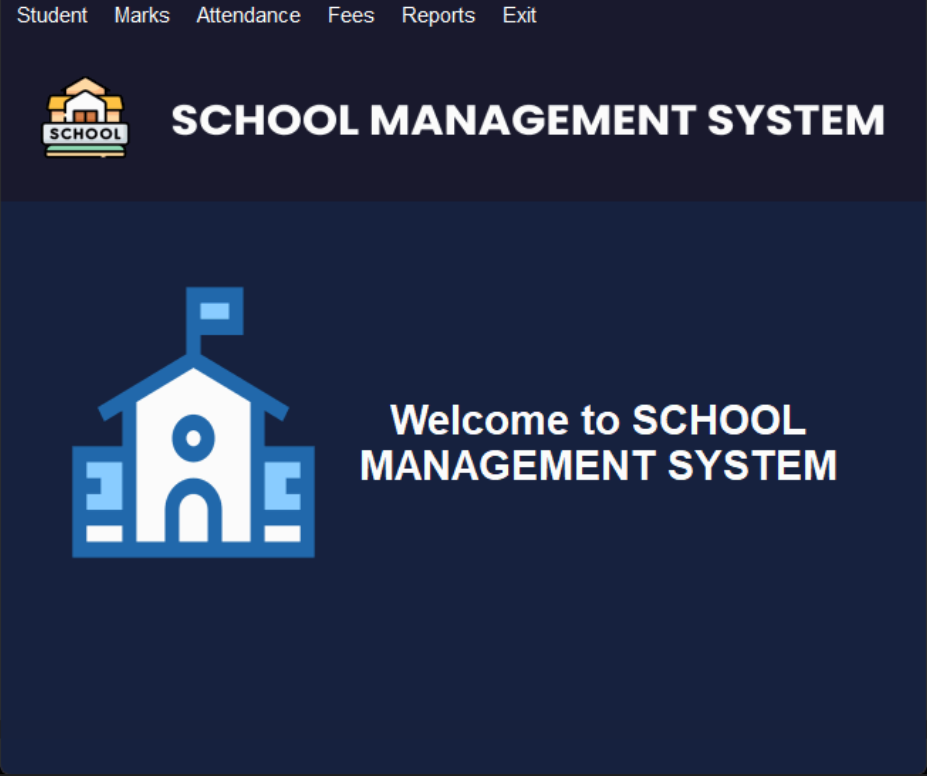 Student Marks Attendance Fees Reports Exit
SCHOOL
SCHOOL MANAGEMENT SYSTEM
Welcome to SCHOOL
MANAGEMENT SYSTEM